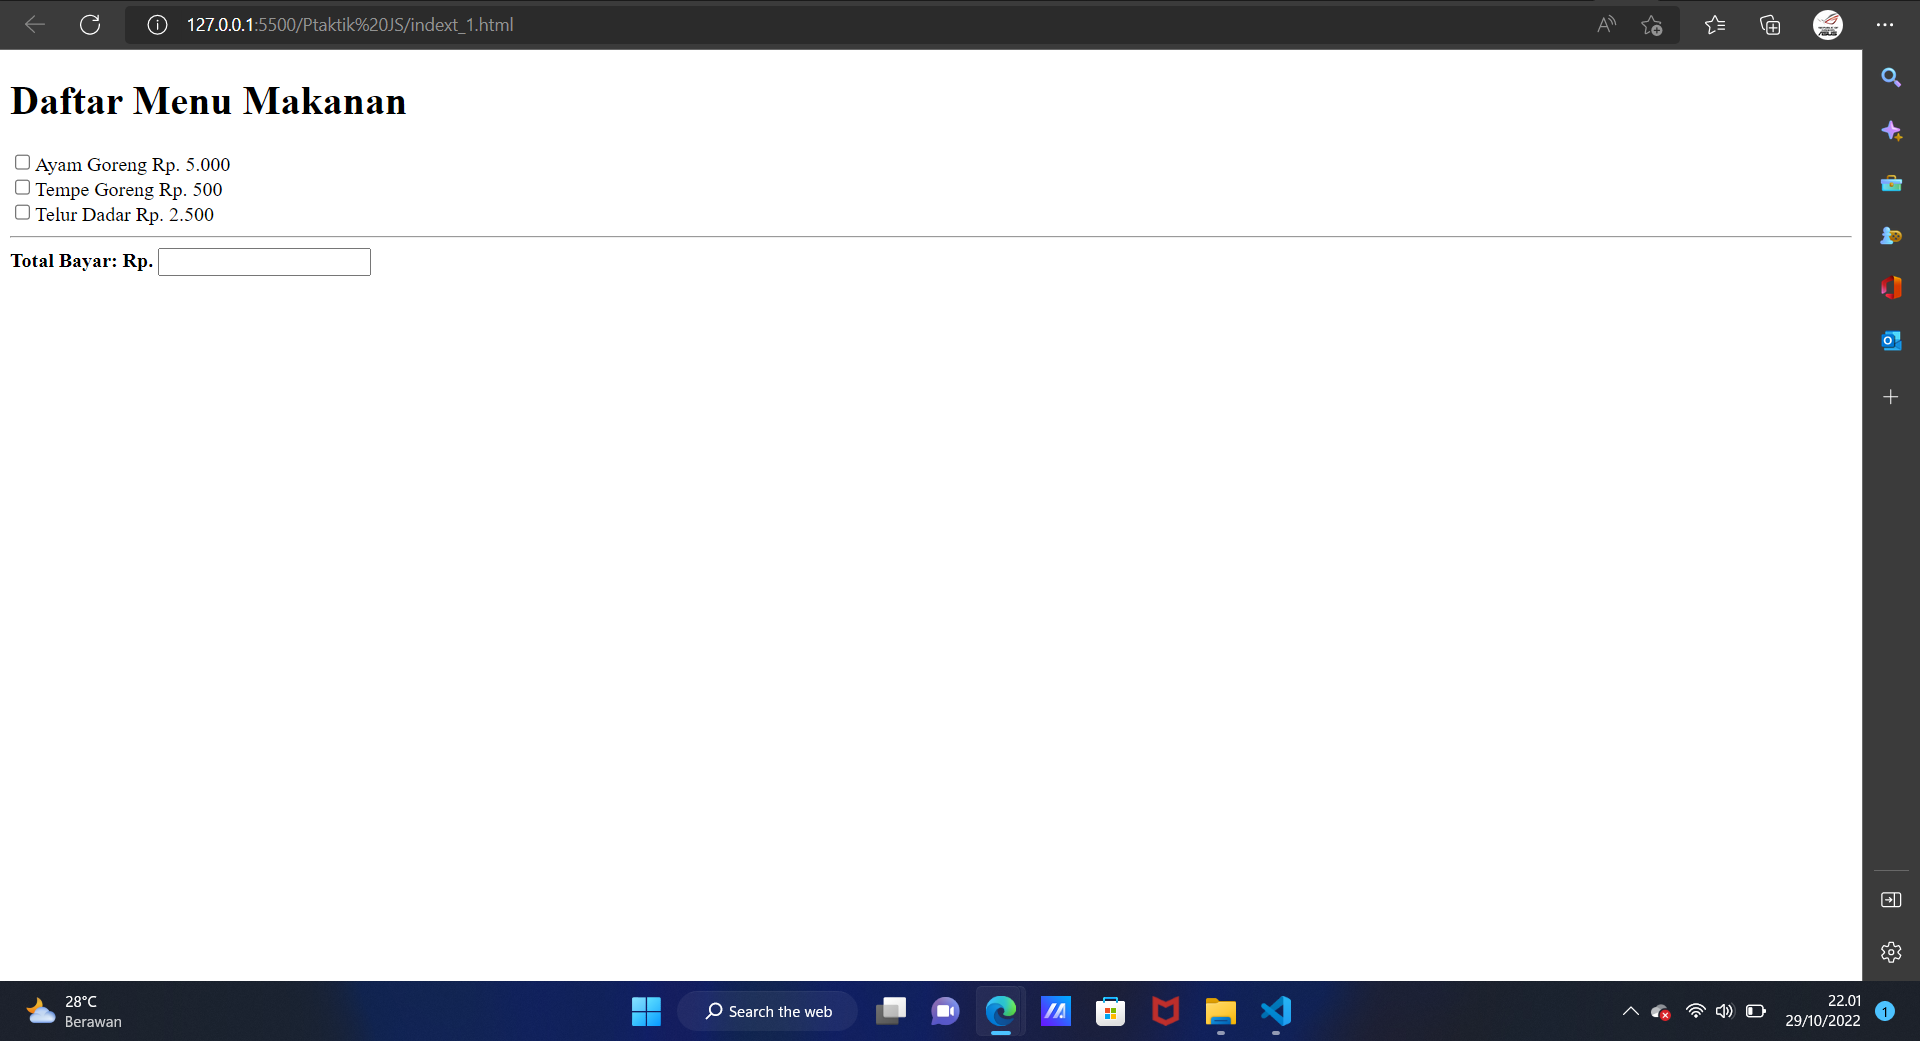 127.0.0.1:5500/Ptaktik%20JS/indext_1.html
Daftar Menu Makanan
Ayam Goreng Rp. 5.000
Tempe Goreng Rp. 500
Telur Dadar Rp. 2.500
Total Bayar: Rp.
28°C
Berawan
Search the web
22.01
29/10/2022
1